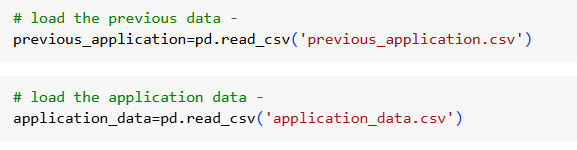 # load the previous data -
previous_application=pd.read_csv('previous_application.csv')
# load the application data -
application_data=pd.read_csv('application_data.csv')